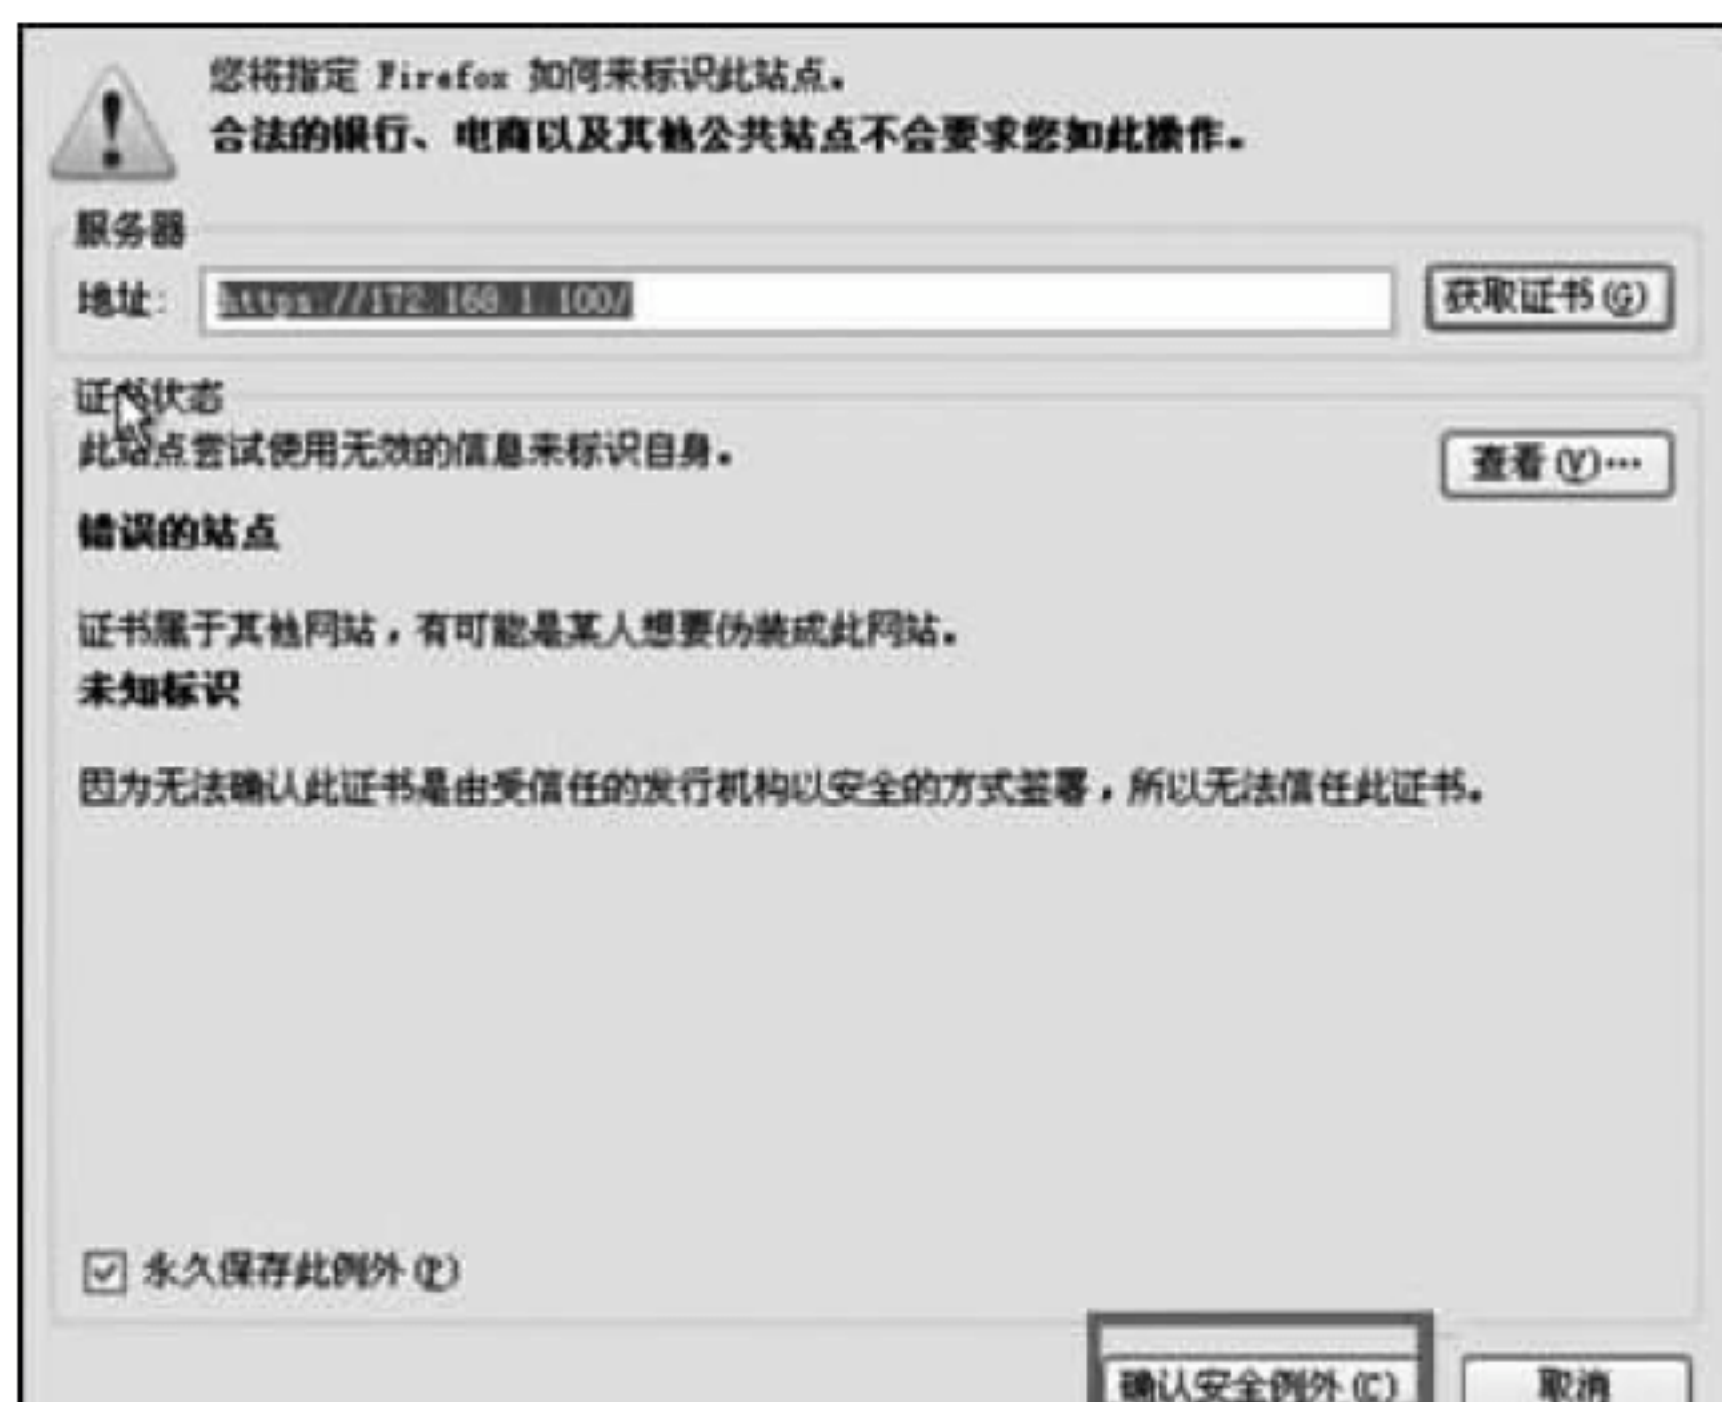 您将指定 Firefox 如何来标识此站点。
合法的银行、电商以及其他公共站点不会要求您如此操作。
服务器
地址: https://172.168.1.100/ 获取证书(G)
证书状态
此站点尝试使用无效的信息来标识自身。 查看(V)…
错误的站点
证书属于其他网站，有可能是某人想要伪装成此网站。
未知标识
因为无法确认此证书是由受信任的发行机构以安全的方式签署，所以无法信任此证书。
永久保存此例外(P)
确认安全例外(C) 取消